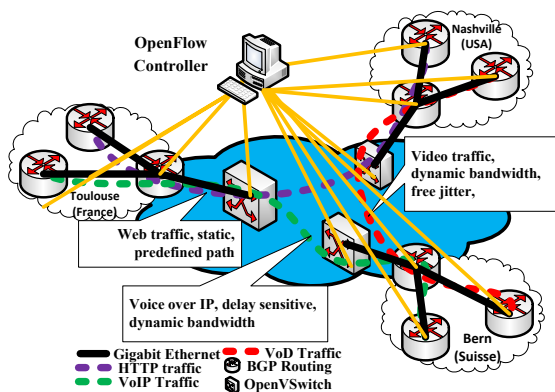 OpenFlow
Controller
Nashville
(USA)
Toulouse
(France)
Video traffic,
dynamic bandwidth,
free jitter,
Web traffic, static,
predefined path
Voice over IP, delay sensitive,
dynamic bandwidth
Bern
(Suisse)
Gigabit Ethernet
HTTP traffic
VoIP Traffic
VoD Traffic
BGP Routing
OpenVSwitch